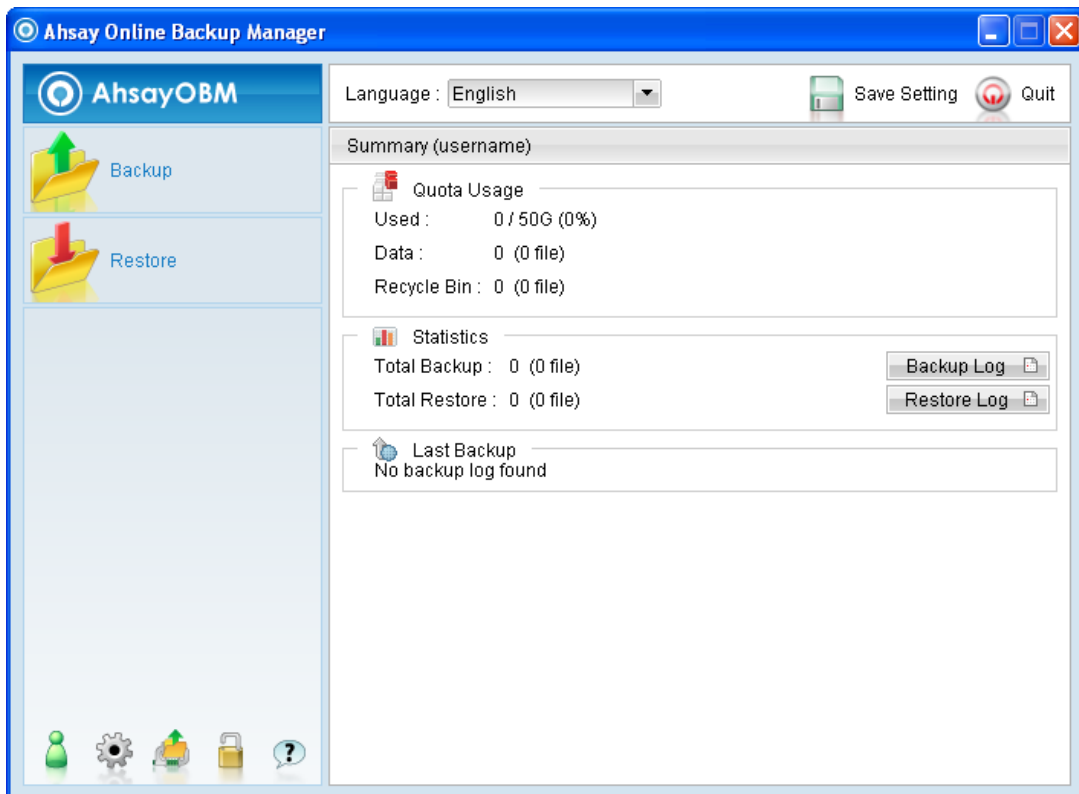 Ahsay Online Backup Manager
AhsayOBM
Language : English
Save Setting
Quit
Backup
Restore
Summary (username)
Quota Usage
Used : 0 / 50G (0%)
Data : 0 (0 file)
Recycle Bin : 0 (0 file)
Statistics
Total Backup : 0 (0 file)
Backup Log
Total Restore : 0 (0 file)
Restore Log
Last Backup
No backup log found
?